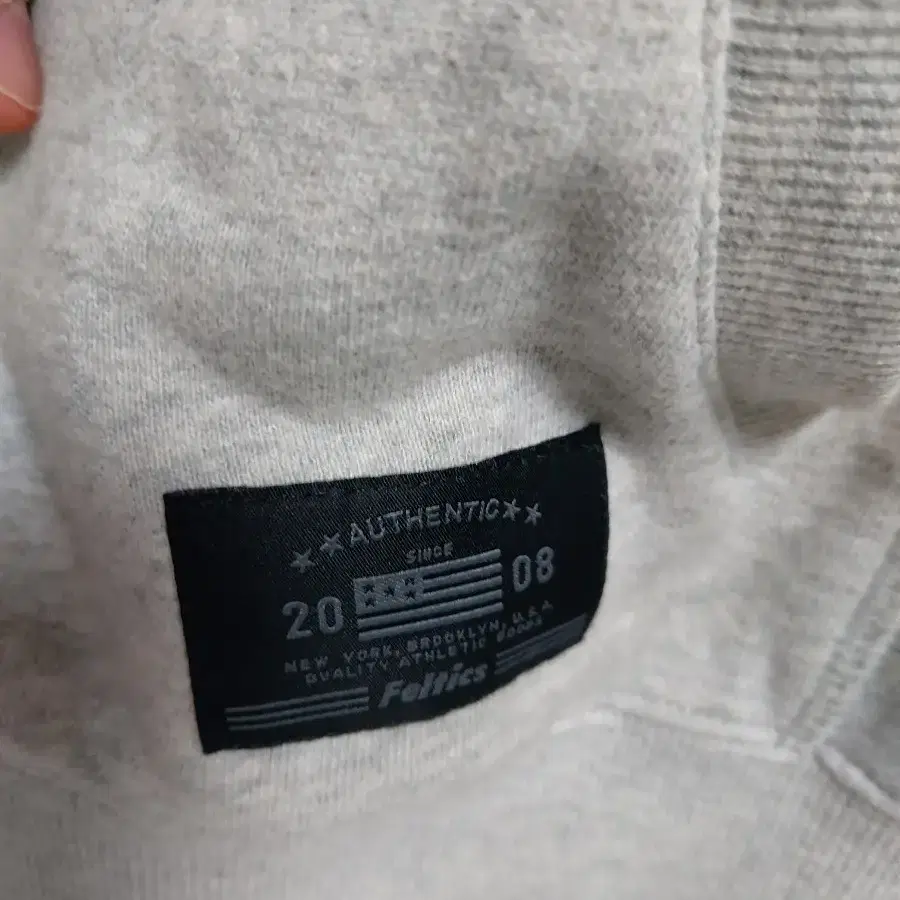 AUTHENTIC
SINCE
20 08
NEW YORK, BROOKLYN, U.S.A
QUALITY ATHLETIC Goods
Feltics